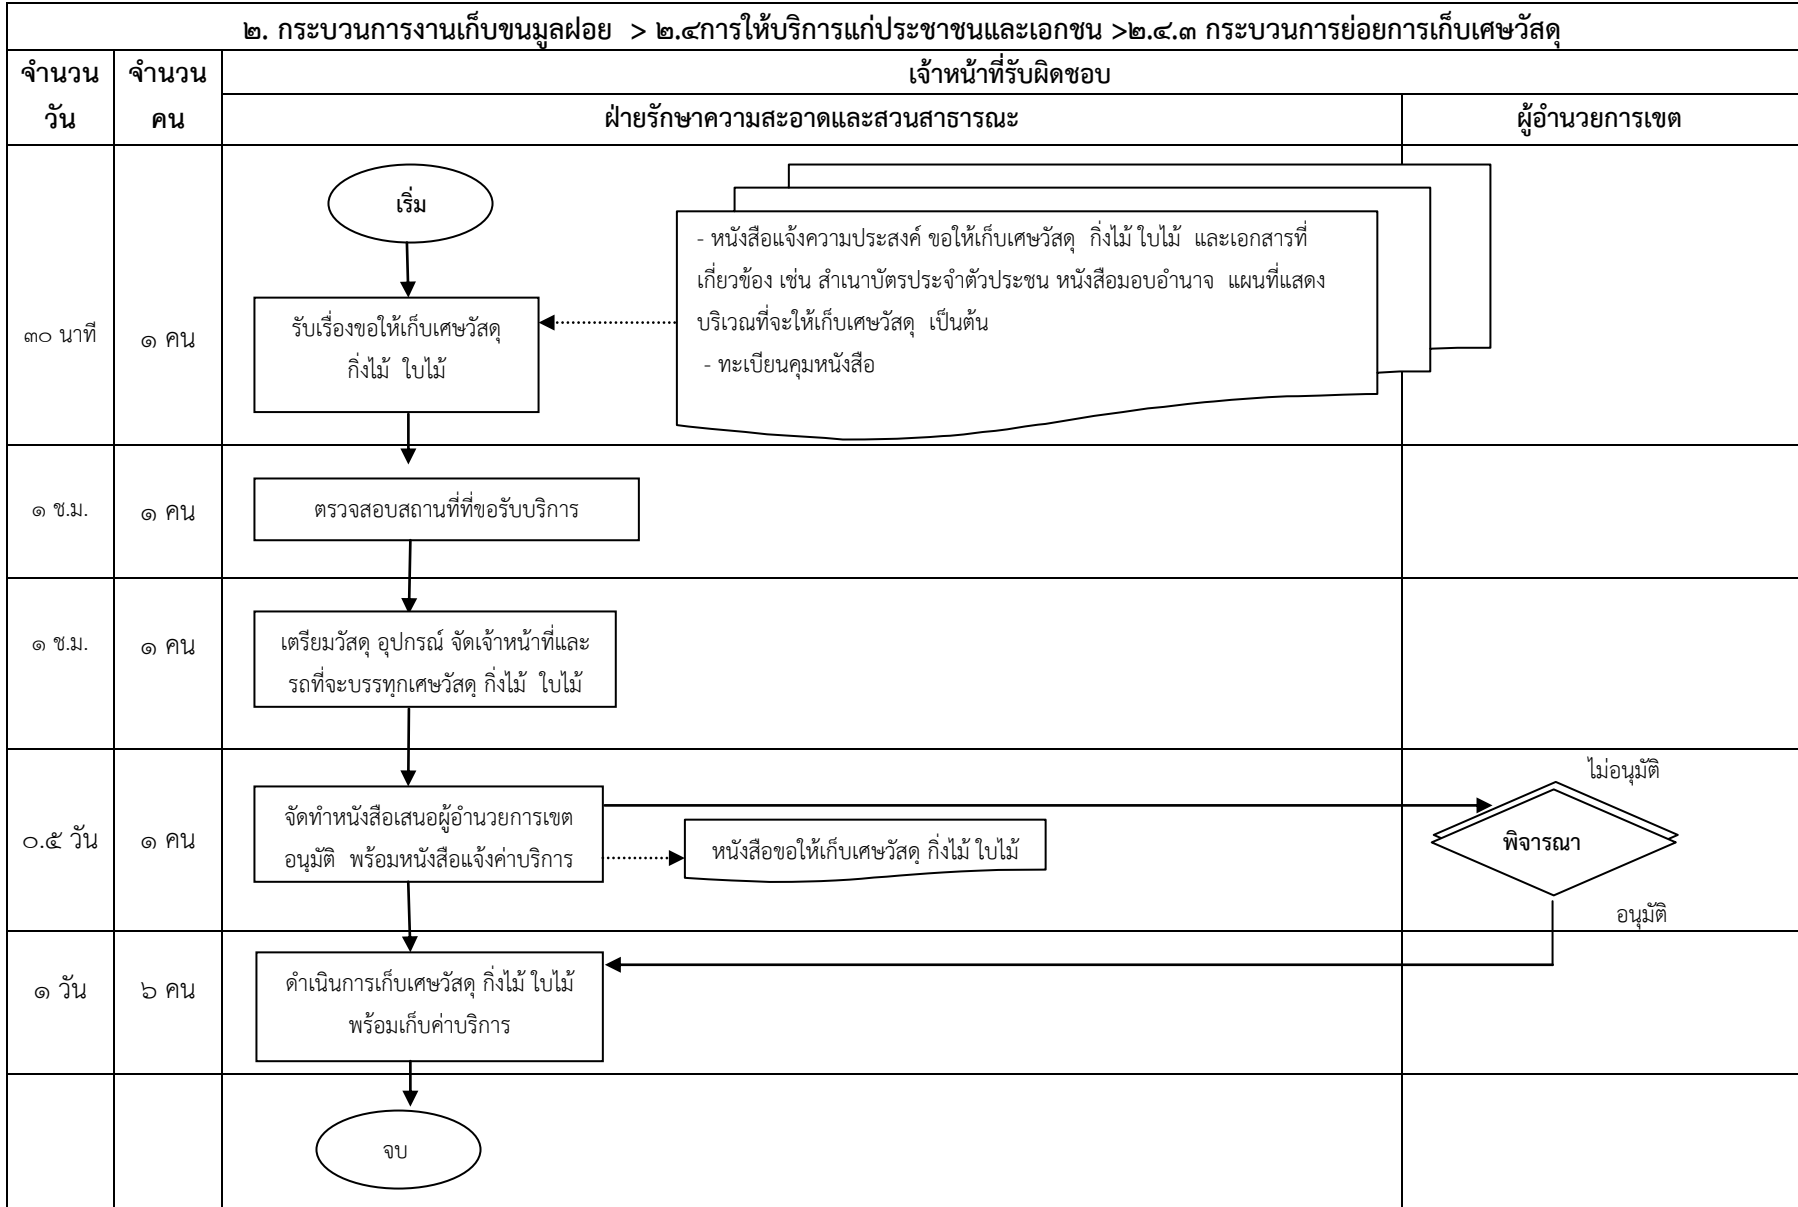 ๒. กระบวนการงานเก็บขนมูลฝอย > ๒.๔การให้บริการแก่ประชาชนและเอกชน >๒.๔.๓ กระบวนการย่อยการเก็บเศษวัสดุ
จำนวน
วัน
จำนวน
คน
เจ้าหน้าที่รับผิดชอบ
ฝ่ายรักษาความสะอาดและสวนสาธารณะ
ผู้อำนวยการเขต
เริ่ม
- หนังสือแจ้งความประสงค์ ขอให้เก็บเศษวัสดุ กิ่งไม้ ใบไม้ และเอกสารที่
เกี่ยวข้อง เช่น สำเนาบัตรประจำตัวประชน หนังสือมอบอำนาจ แผนที่แสดง
บริเวณที่จะให้เก็บเศษวัสดุ เป็นต้น
- ทะเบียนคุมหนังสือ
๓๐ นาที
๑ คน
รับเรื่องขอให้เก็บเศษวัสดุ
กิ่งไม้ ใบไม้
๑ ช.ม.
๑ คน
ตรวจสอบสถานที่ที่ขอรับบริการ
๑ ช.ม.
๑ คน
เตรียมวัสดุ อุปกรณ์ จัดเจ้าหน้าที่และ
รถที่จะบรรทุกเศษวัสดุ กิ่งไม้ ใบไม้
๐.๕ วัน
๑ คน
จัดทำหนังสือเสนอผู้อำนวยการเขต
อนุมัติ พร้อมหนังสือแจ้งค่าบริการ
หนังสือขอให้เก็บเศษวัสดุ กิ่งไม้ ใบไม้
ไม่อนุมัติ
พิจารณา
อนุมัติ
๑ วัน
๖ คน
ดำเนินการเก็บเศษวัสดุ กิ่งไม้ ใบไม้
พร้อมเก็บค่าบริการ
จบ